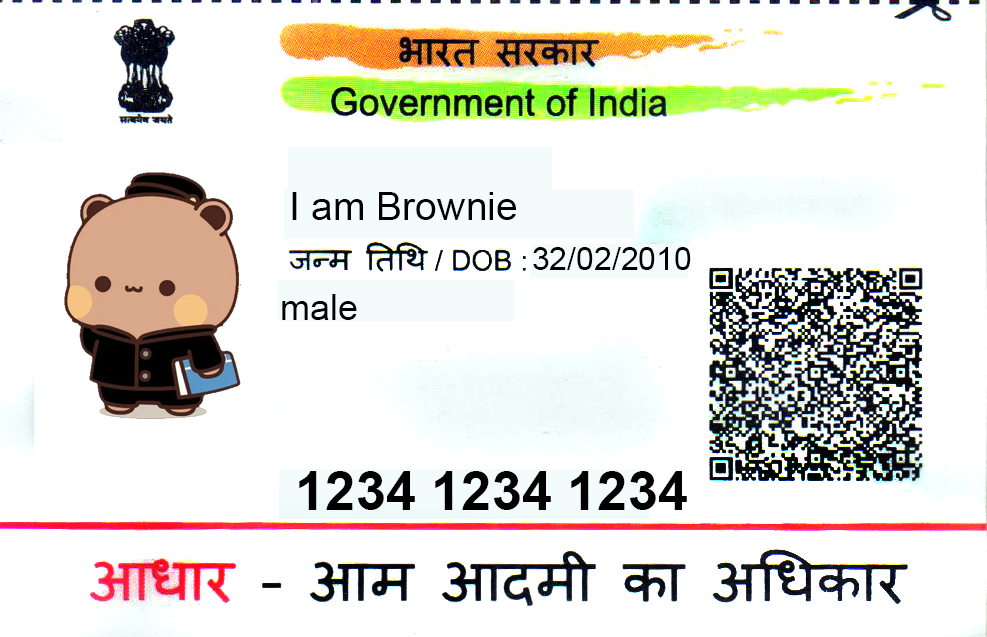 भारत सरकार
Government of India
सत्यमेव जयते
I am Brownie
जन्म तिथि / DOB : 32/02/2010
male
1234 1234 1234
आधार - आम आदमी का अधिकार